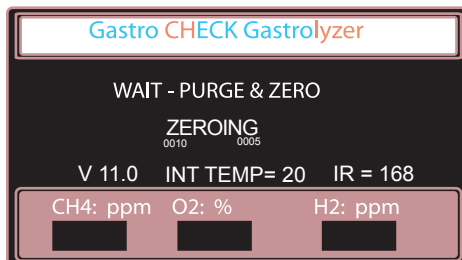 Gastro CHECK Gastrolyzer
WAIT - PURGE & ZERO
ZEROING
0010 0005
V 11.0 INT TEMP= 20 IR = 168
CH4: ppm O2: % H2: ppm